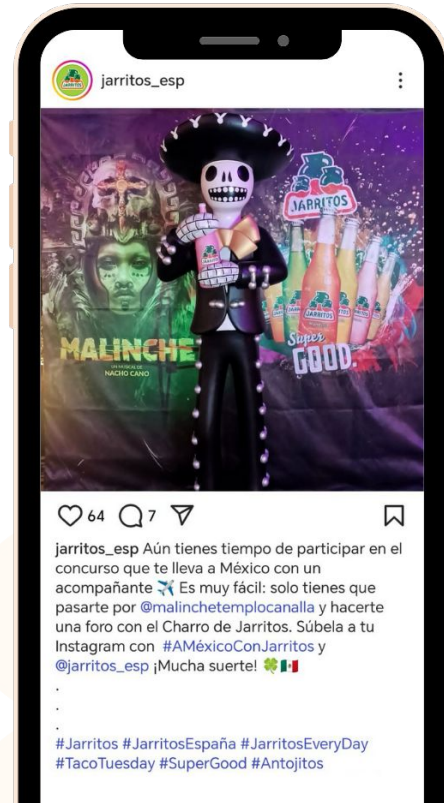 jarritos_esp
JARRITOS
MALINCHE
UN MUSICAL DE
NACHO CANO
Super
GOOD.
64 7
jarritos_esp Aún tienes tiempo de participar en el
concurso que te lleva a México con un
acompañante ✈️ Es muy fácil: solo tienes que
pasarte por @malinchetemplocanalla y hacerte
una foro con el Charro de Jarritos. Súbela a tu
Instagram con #AMéxicoConJarritos y
@jarritos_esp ¡Mucha suerte! 🍀🇲🇽
.
.
.
#Jarritos #JarritosEspaña #JarritosEveryDay
#TacoTuesday #SuperGood #Antojitos